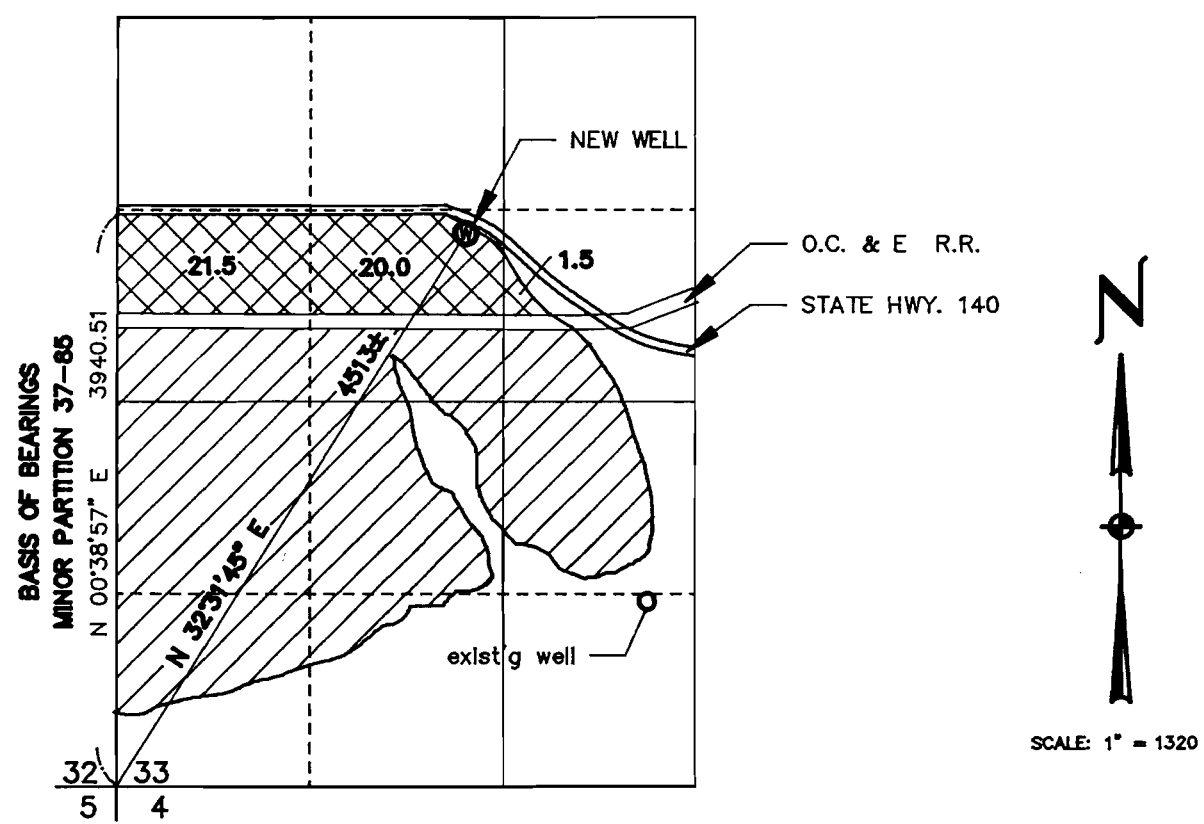 NEW WELL
W
O.C. & E R.R.
21.5
20.0
1.5
STATE HWY. 140
N
BASIS OF BEARINGS
MINOR PARTITION 37-85
N 00°38'57" E 3940.51
N 32°31'45" E 4513±
exist'g well
SCALE: 1" = 1320
32 33
5 4